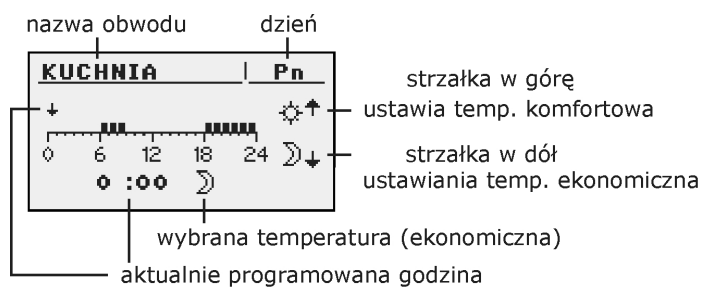 nazwa obwodu dzień
KUCHNIA Pn
strzałka w górę
ustawia temp. komfortowa
0 6 12 18 24
strzałka w dół
ustawiania temp. ekonomiczna
0 :00
wybrana temperatura (ekonomiczna)
aktualnie programowana godzina